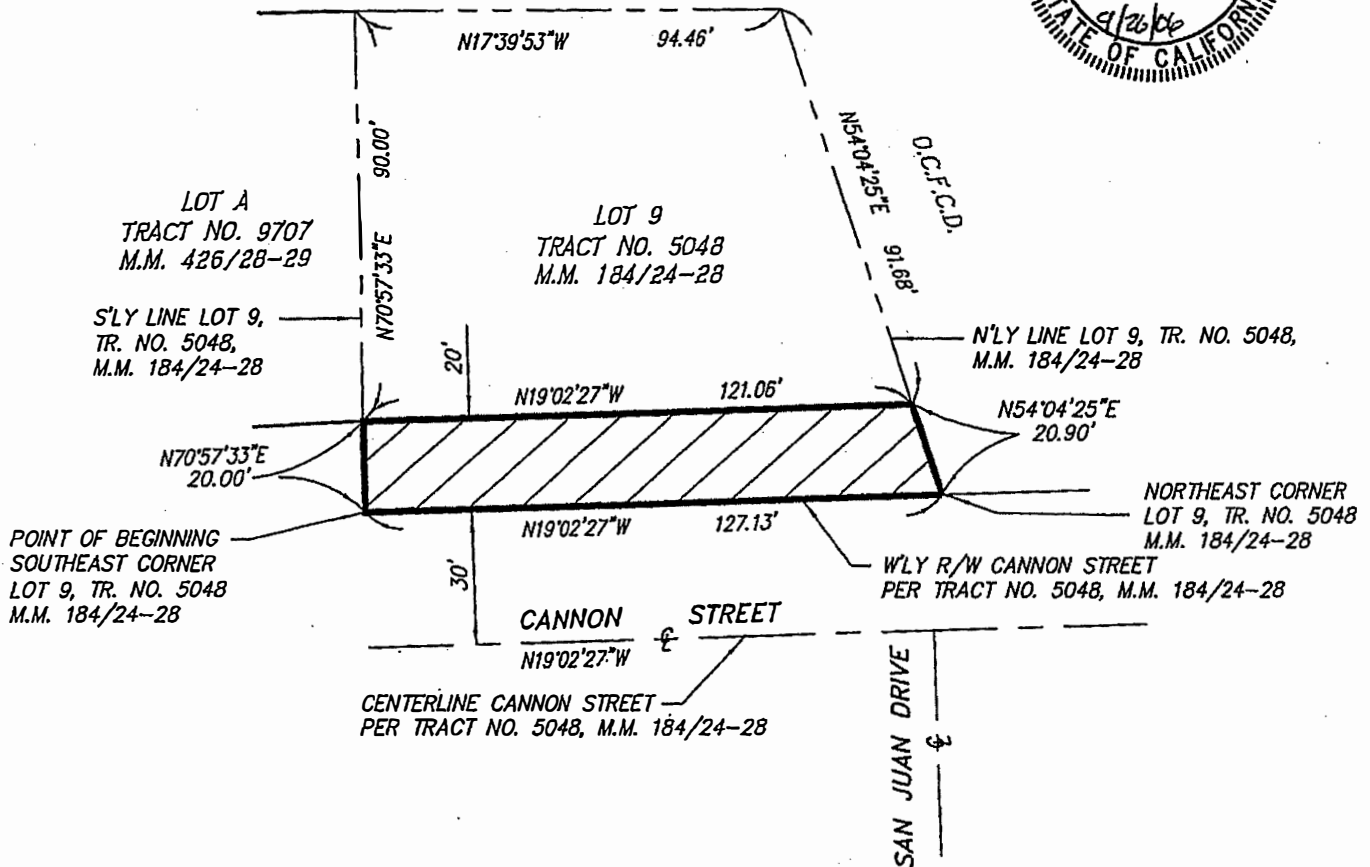 9/26/06
STATE OF CALIFORN
N17°39'53"W 94.46'
N54°04'25"E 91.68'
O.C.F.C.D.
N70°57'33"E 90.00'
LOT A
TRACT NO. 9707
M.M. 426/28-29
LOT 9
TRACT NO. 5048
M.M. 184/24-28
S'LY LINE LOT 9,
TR. NO. 5048,
M.M. 184/24-28
N'LY LINE LOT 9, TR. NO. 5048,
M.M. 184/24-28
20'
N19°02'27"W 121.06'
N54°04'25"E
20.90'
N70°57'33"E
20.00'
N19°02'27"W 127.13'
NORTHEAST CORNER
LOT 9, TR. NO. 5048
M.M. 184/24-28
POINT OF BEGINNING
SOUTHEAST CORNER
LOT 9, TR. NO. 5048
M.M. 184/24-28
W'LY R/W CANNON STREET
PER TRACT NO. 5048, M.M. 184/24-28
30'
CANNON ℄ STREET
N19°02'27"W
CENTERLINE CANNON STREET
PER TRACT NO. 5048, M.M. 184/24-28
SAN JUAN DRIVE
℄